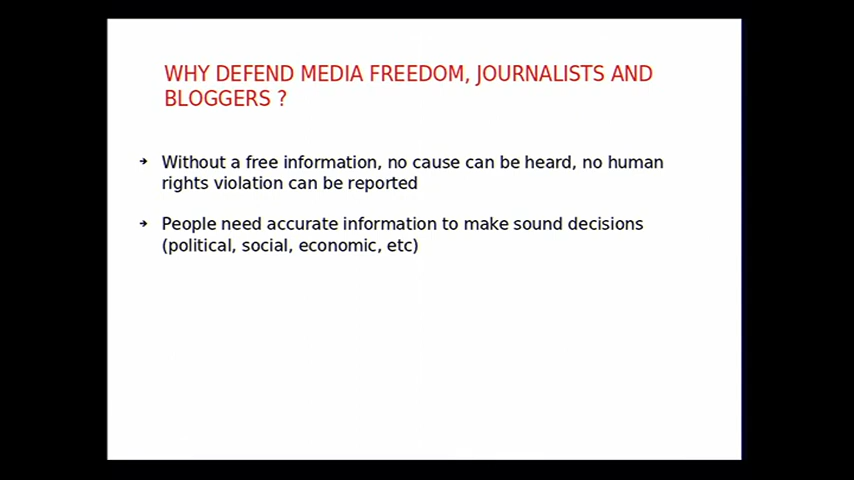 WHY DEFEND MEDIA FREEDOM, JOURNALISTS AND
BLOGGERS ?
Without a free information, no cause can be heard, no human
rights violation can be reported
People need accurate information to make sound decisions
(political, social, economic, etc)